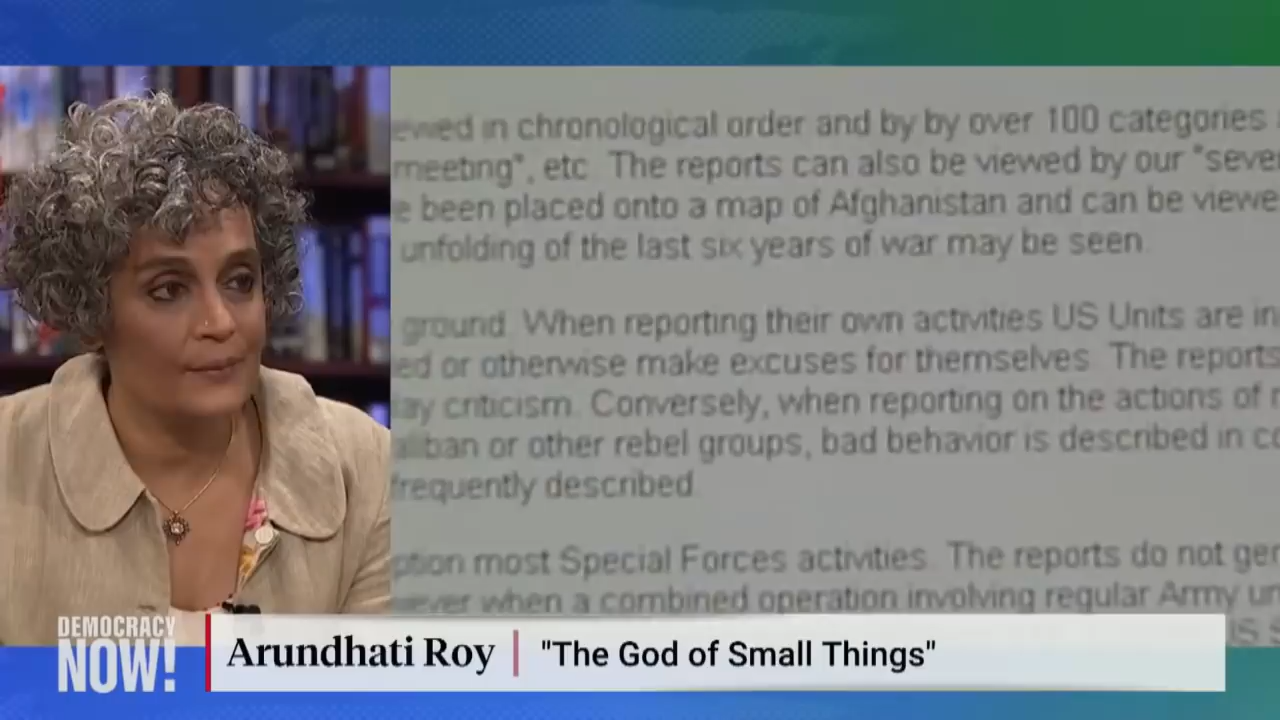 ewed in chronological order and by by over 100 categories
meeting", etc. The reports can also be viewed by our "seve
e been placed onto a map of Afghanistan and can be viewe
unfolding of the last six years of war may be seen.
ground. When reporting their own activities US Units are in
ed or otherwise make excuses for themselves. The reports
ay criticism. Conversely, when reporting on the actions of
aliban or other rebel groups, bad behavior is described in co
frequently described.
ption most Special Forces activities. The reports do not gen
ever when a combined operation involving regular Army un
DEMOCRACY
NOW!
Arundhati Roy | "The God of Small Things"